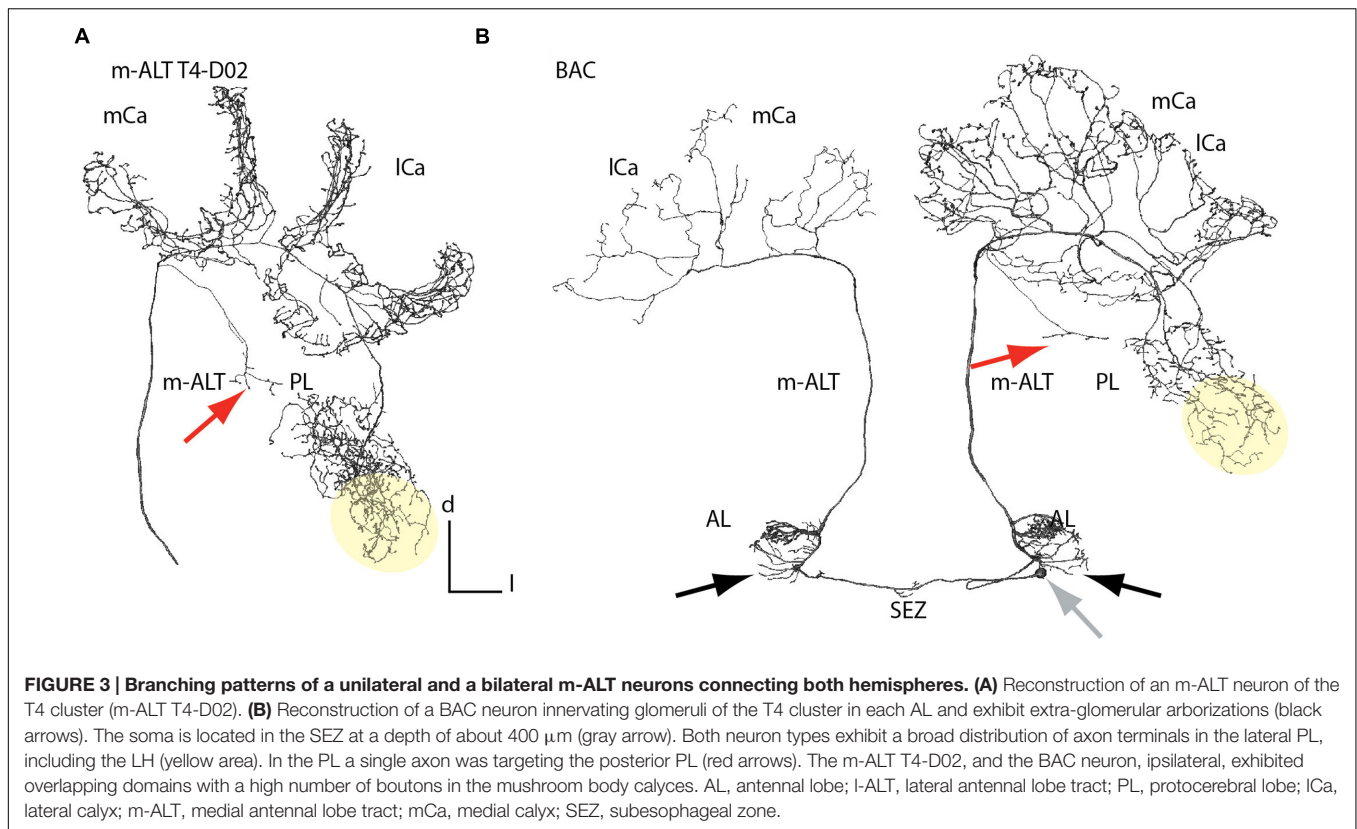 A
B
m-ALT T4-D02
BAC
mCa
mCa
mCa
lCa
lCa
lCa
m-ALT
PL
m-ALT
m-ALT
PL
d
l
AL
AL
SEZ
FIGURE 3 | Branching patterns of a unilateral and a bilateral m-ALT neurons connecting both hemispheres. (A) Reconstruction of an m-ALT neuron of the
T4 cluster (m-ALT T4-D02). (B) Reconstruction of a BAC neuron innervating glomeruli of the T4 cluster in each AL and exhibit extra-glomerular arborizations (black
arrows). The soma is located in the SEZ at a depth of about 400 μm (gray arrow). Both neuron types exhibit a broad distribution of axon terminals in the lateral PL,
including the LH (yellow area). In the PL a single axon was targeting the posterior PL (red arrows). The m-ALT T4-D02, and the BAC neuron, ipsilateral, exhibited
overlapping domains with a high number of boutons in the mushroom body calyces. AL, antennal lobe; l-ALT, lateral antennal lobe tract; PL, protocerebral lobe; lCa,
lateral calyx; m-ALT, medial antennal lobe tract; mCa, medial calyx; SEZ, subesophageal zone.